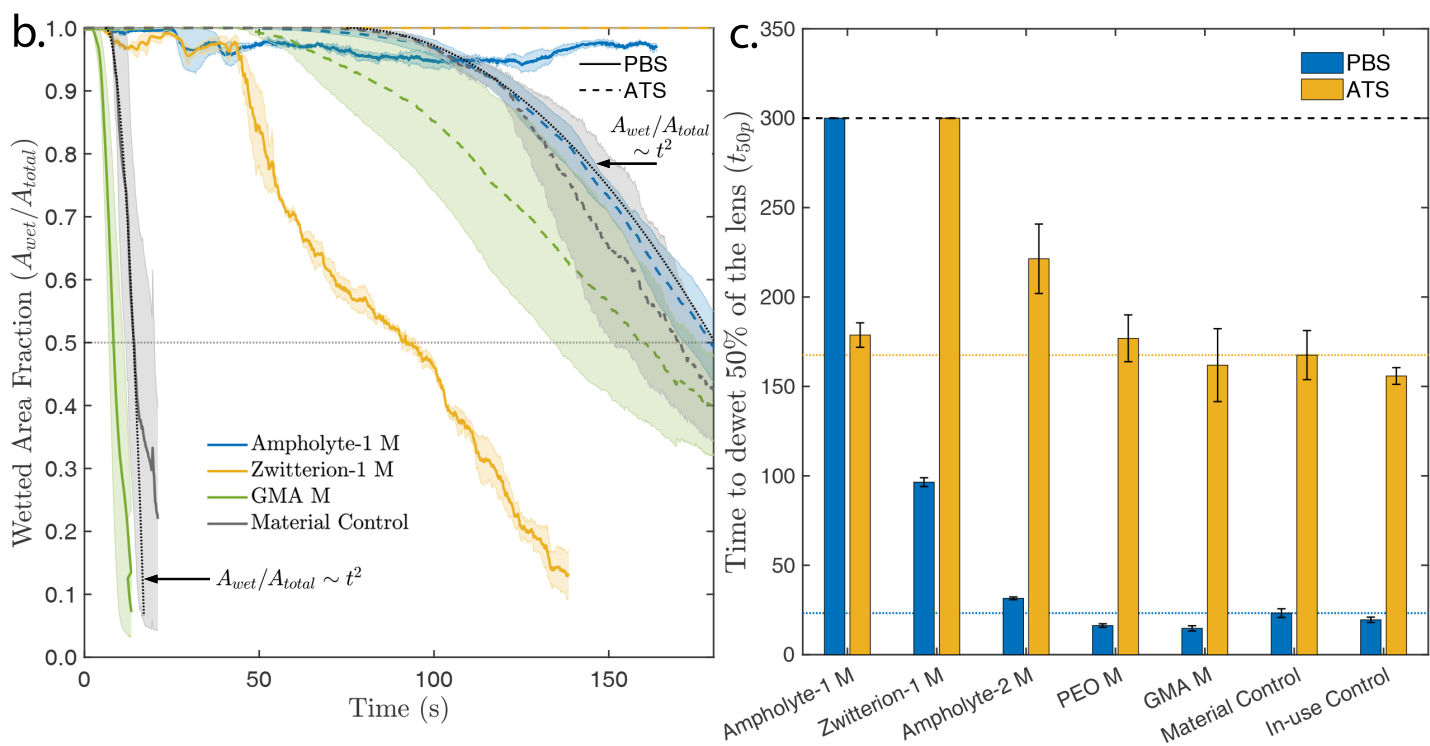 b.
Wetted Area Fraction (A_wet/A_total)
1.0
0.9
0.8
0.7
0.6
0.5
0.4
0.3
0.2
0.1
0.0
PBS
ATS
A_wet/A_total
~ t²
Ampholyte-1 M
Zwitterion-1 M
GMA M
Material Control
A_wet/A_total ~ t²
0 50 100 150
Time (s)
c.
Time to dewet 50% of the lens (t_50p)
350
300
250
200
150
100
50
0
PBS
ATS
Ampholyte-1 M
Zwitterion-1 M
Ampholyte-2 M
PEO M
GMA M
Material Control
In-use Control